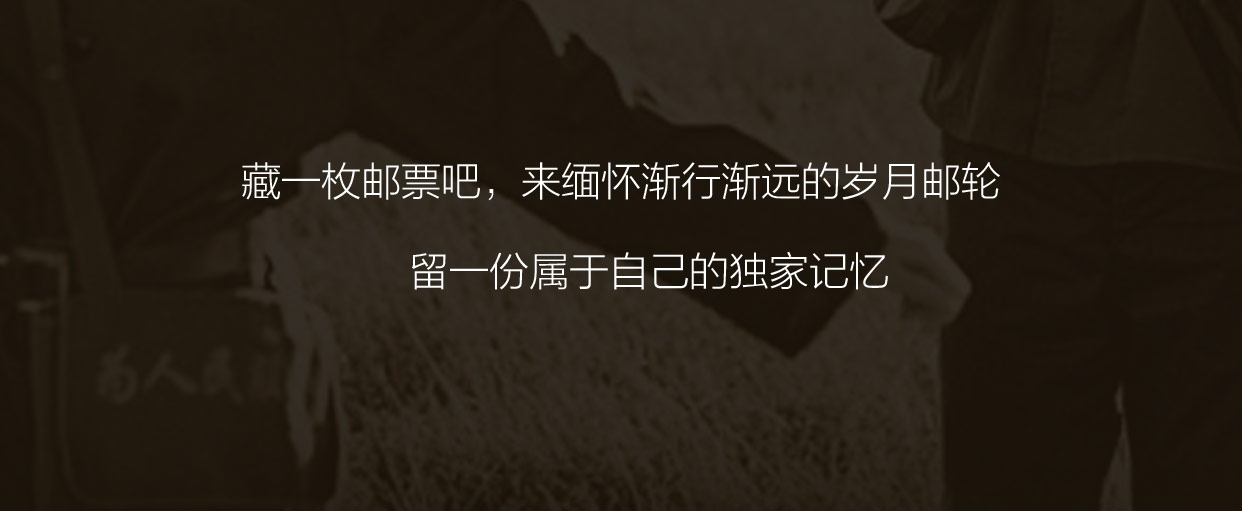 藏一枚邮票吧，来缅怀渐行渐远的岁月邮轮
留一份属于自己的独家记忆
为人民